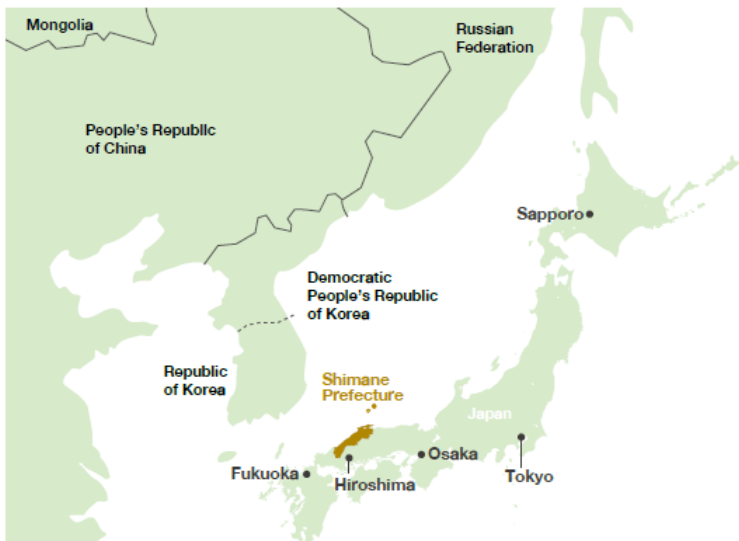 Mongolia
Russian
Federation
People's Republic
of China
Sapporo
Democratic
People's Republic
of Korea
Republic
of Korea
Shimane
Prefecture
Japan
Osaka
Fukuoka
Hiroshima
Tokyo